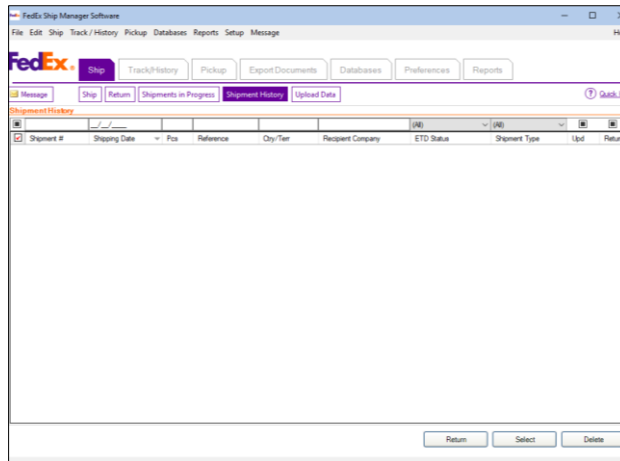 FedEx Ship Manager Software
File Edit Ship Track / History Pickup Databases Reports Setup Message
FedEx.
Ship Track/History Pickup Export Documents Databases Preferences Reports
Message Ship Return Shipments in Progress Shipment History Upload Data ? Quick
Shipment History
__/__/____ (All) (All)
Shipment # Shipping Date Pcs Reference Ctry/Terr Recipient Company ETD Status Shipment Type Upd Retu
Return Select Delete